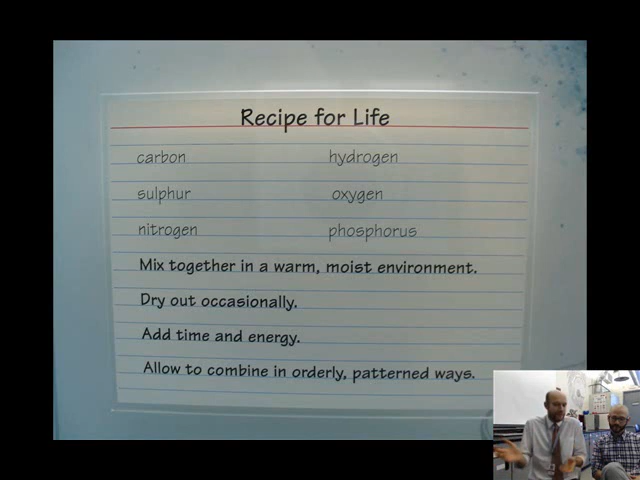 Recipe for Life
carbon hydrogen
sulphur oxygen
nitrogen phosphorus
Mix together in a warm, moist environment.
Dry out occasionally.
Add time and energy.
Allow to combine in orderly, patterned ways.